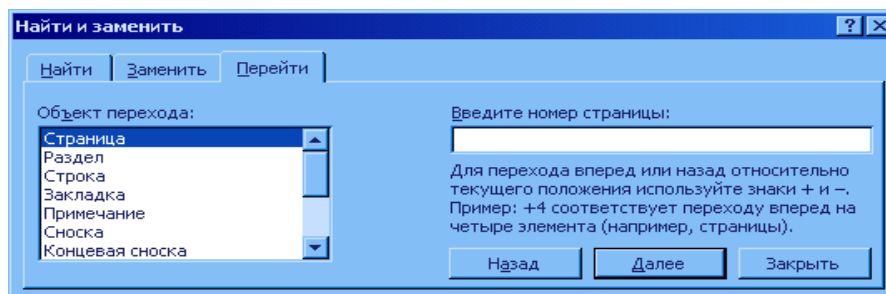 Найти и заменить
Найти Заменить Перейти
Объект перехода:
Страница
Раздел
Строка
Закладка
Примечание
Сноска
Концевая сноска
Введите номер страницы:
Для перехода вперед или назад относительно
текущего положения используйте знаки + и –.
Пример: +4 соответствует переходу вперед на
четыре элемента (например, страницы).
Назад Далее Закрыть